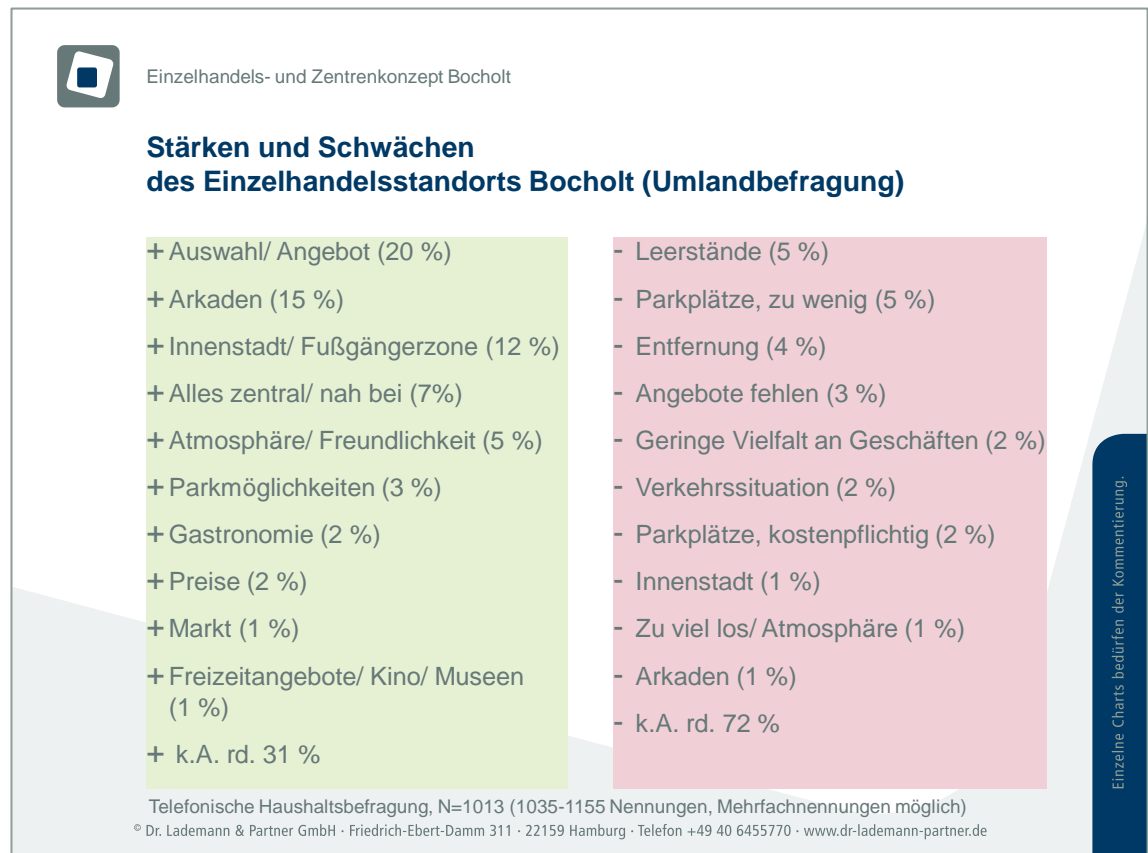 Einzelhandels- und Zentrenkonzept Bocholt
Stärken und Schwächen
des Einzelhandelsstandorts Bocholt (Umlandbefragung)
+ Auswahl/ Angebot (20 %)
+ Arkaden (15 %)
+ Innenstadt/ Fußgängerzone (12 %)
+ Alles zentral/ nah bei (7%)
+ Atmosphäre/ Freundlichkeit (5 %)
+ Parkmöglichkeiten (3 %)
+ Gastronomie (2 %)
+ Preise (2 %)
+ Markt (1 %)
+ Freizeitangebote/ Kino/ Museen
(1 %)
+ k.A. rd. 31 %
- Leerstände (5 %)
- Parkplätze, zu wenig (5 %)
- Entfernung (4 %)
- Angebote fehlen (3 %)
- Geringe Vielfalt an Geschäften (2 %)
- Verkehrssituation (2 %)
- Parkplätze, kostenpflichtig (2 %)
- Innenstadt (1 %)
- Zu viel los/ Atmosphäre (1 %)
- Arkaden (1 %)
- k.A. rd. 72 %
Telefonische Haushaltsbefragung, N=1013 (1035-1155 Nennungen, Mehrfachnennungen möglich)
© Dr. Lademann & Partner GmbH · Friedrich-Ebert-Damm 311 · 22159 Hamburg · Telefon +49 40 6455770 · www.dr-lademann-partner.de
Einzelne Charts bedürfen der Kommentierung.